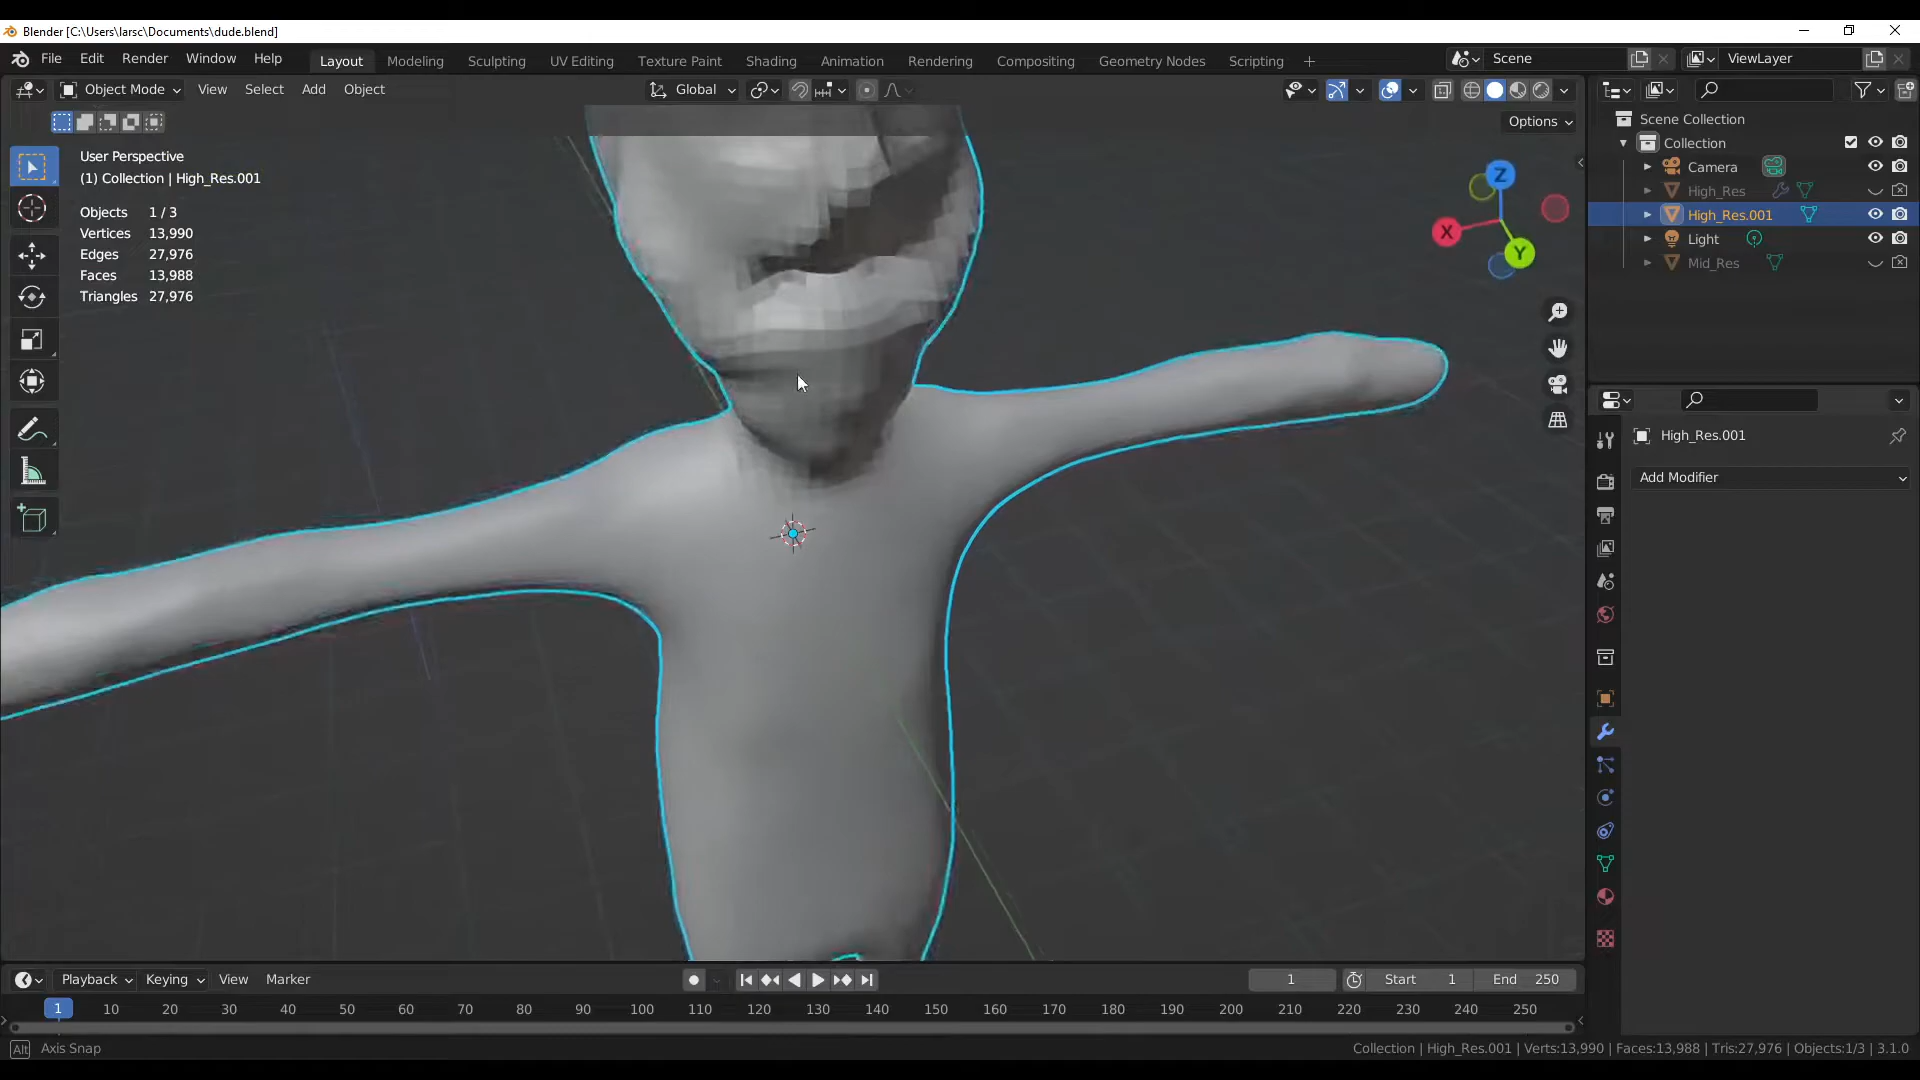 Blender [C:\Users\larsc\Documents\dude.blend]
File Edit Render Window Help Layout Modeling Sculpting UV Editing Texture Paint Shading Animation Rendering Compositing Geometry Nodes Scripting + Scene ViewLayer
Object Mode View Select Add Object Global
Options
Scene Collection
Collection
Camera
High_Res
High_Res.001
Light
Mid_Res
User Perspective
(1) Collection | High_Res.001
Objects 1 / 3
Vertices 13,990
Edges 27,976
Faces 13,988
Triangles 27,976
Z
X
Y
High_Res.001
Add Modifier
Playback Keying View Marker 1 Start 1 End 250
1 10 20 30 40 50 60 70 80 90 100 110 120 130 140 150 160 170 180 190 200 210 220 230 240 250
Alt Axis Snap Collection | High_Res.001 | Verts:13,990 | Faces:13,988 | Tris:27,976 | Objects:1/3 | 3.1.0